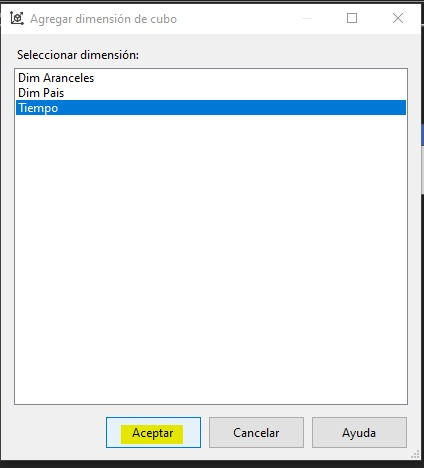 Agregar dimensión de cubo
Seleccionar dimensión:
Dim Aranceles
Dim Pais
Tiempo
Aceptar
Cancelar
Ayuda